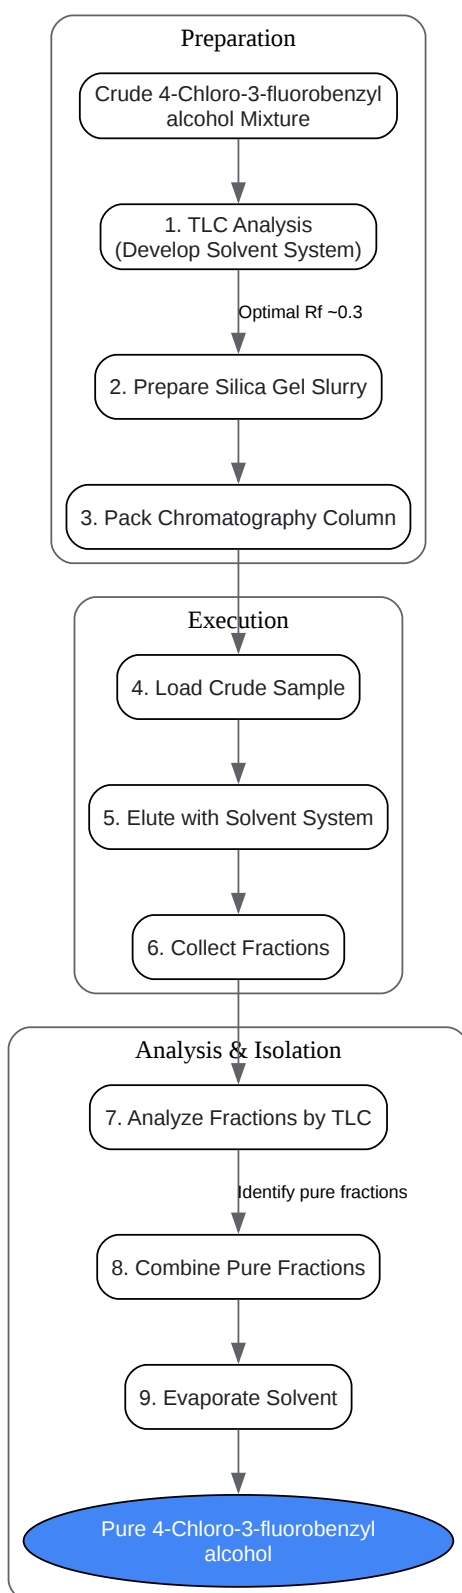 Preparation
Crude 4-Chloro-3-fluorobenzyl
alcohol Mixture
1. TLC Analysis
(Develop Solvent System)
Optimal Rf ~0.3
2. Prepare Silica Gel Slurry
3. Pack Chromatography Column
Execution
4. Load Crude Sample
5. Elute with Solvent System
6. Collect Fractions
Analysis & Isolation
7. Analyze Fractions by TLC
Identify pure fractions
8. Combine Pure Fractions
9. Evaporate Solvent
Pure 4-Chloro-3-fluorobenzyl
alcohol